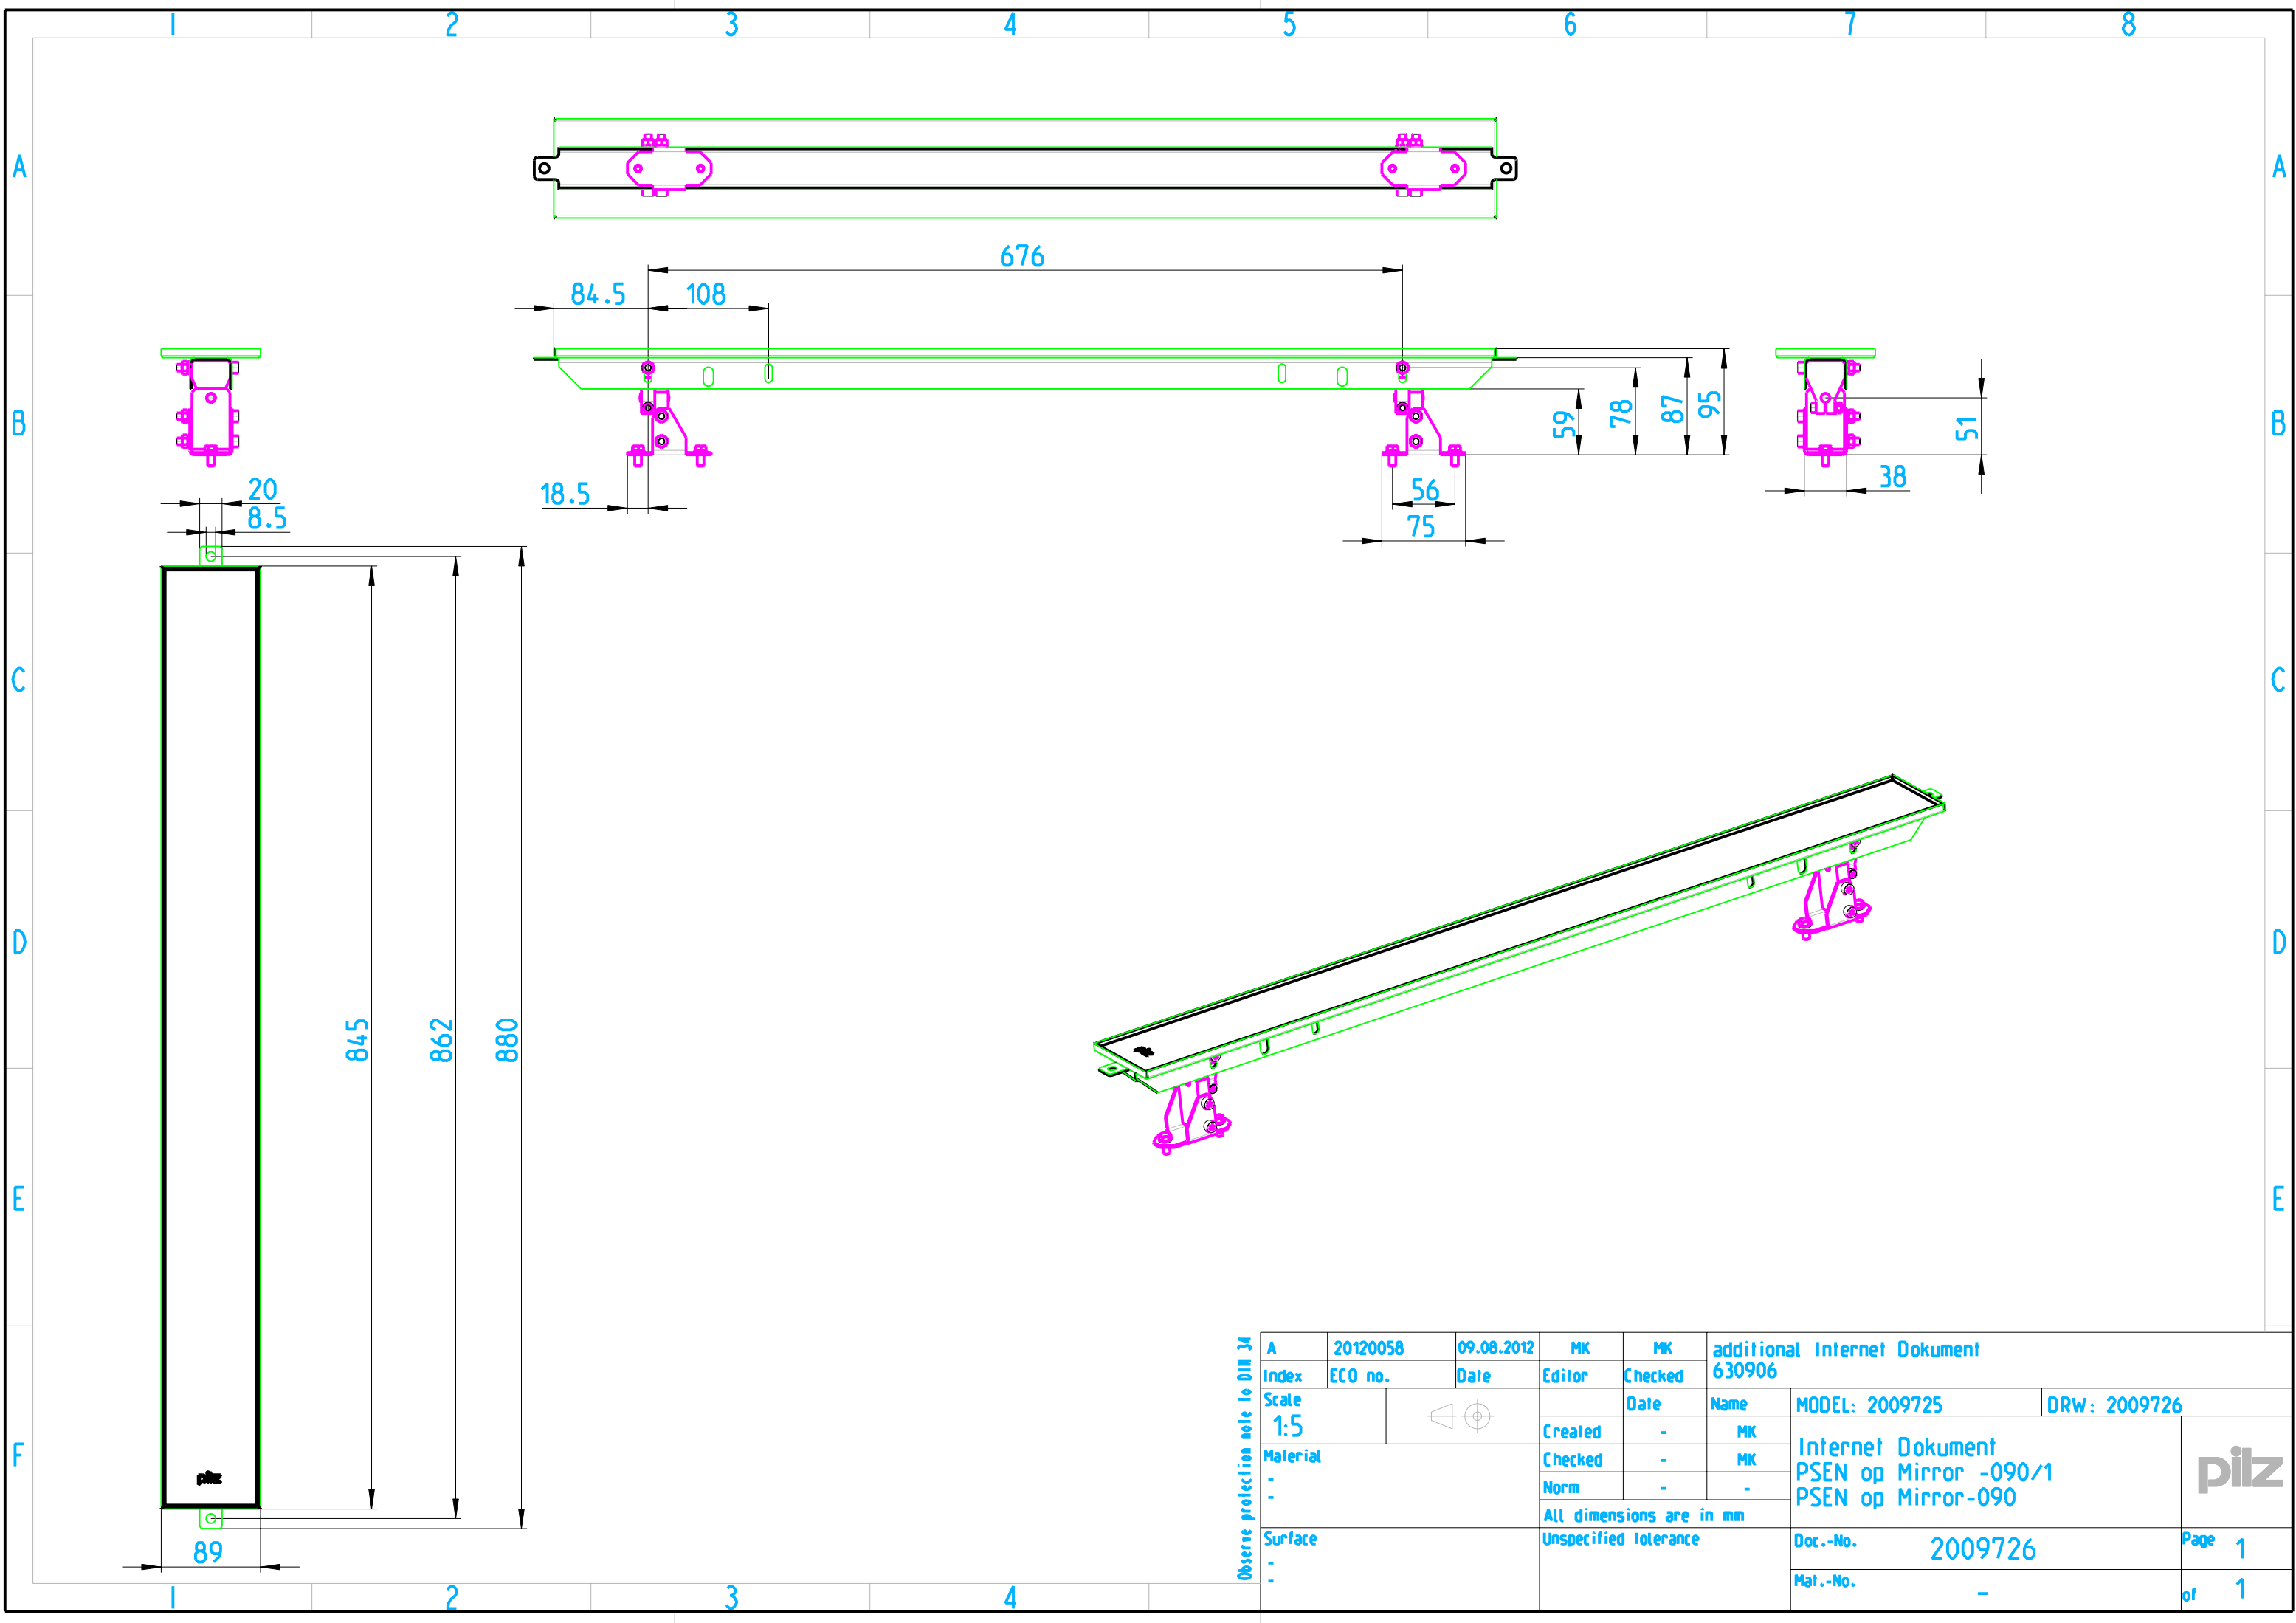 1 2 3 4 5 6 7 8
A A
676
84.5 108
B B
59 78 87 95 51
20
8.5
18.5 56 38
75
C C
845 862 880
D D
E E
F
pilz
89
1 2 3 4
Observe protection note to DIN 34
A 20120058 09.08.2012 MK MK additional Internet Dokument
Index ECO no. Date Editor Checked 630906
Scale Date Name MODEL: 2009725 DRW: 2009726
1:5 Created - MK
Material Checked - MK
- Norm - -
- All dimensions are in mm
Internet Dokument
PSEN op Mirror -090/1
PSEN op Mirror-090
pilz
Surface Unspecified tolerance Doc.-No. 2009726 Page 1
-
- Mat.-No. - of 1